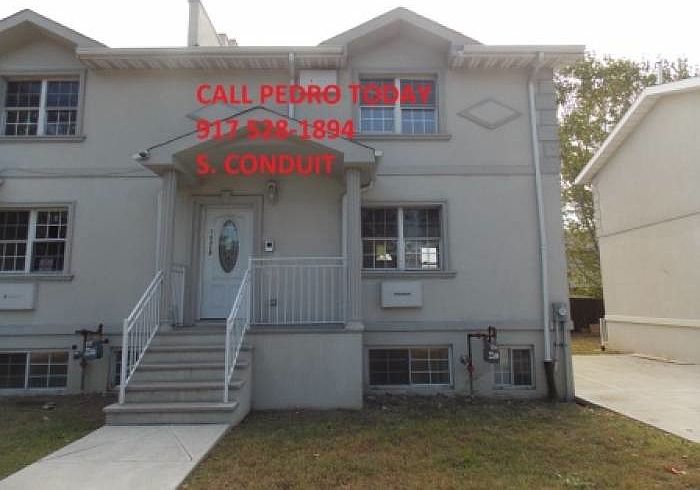 CALL PEDRO TODAY
917 528-1894
S. CONDUIT